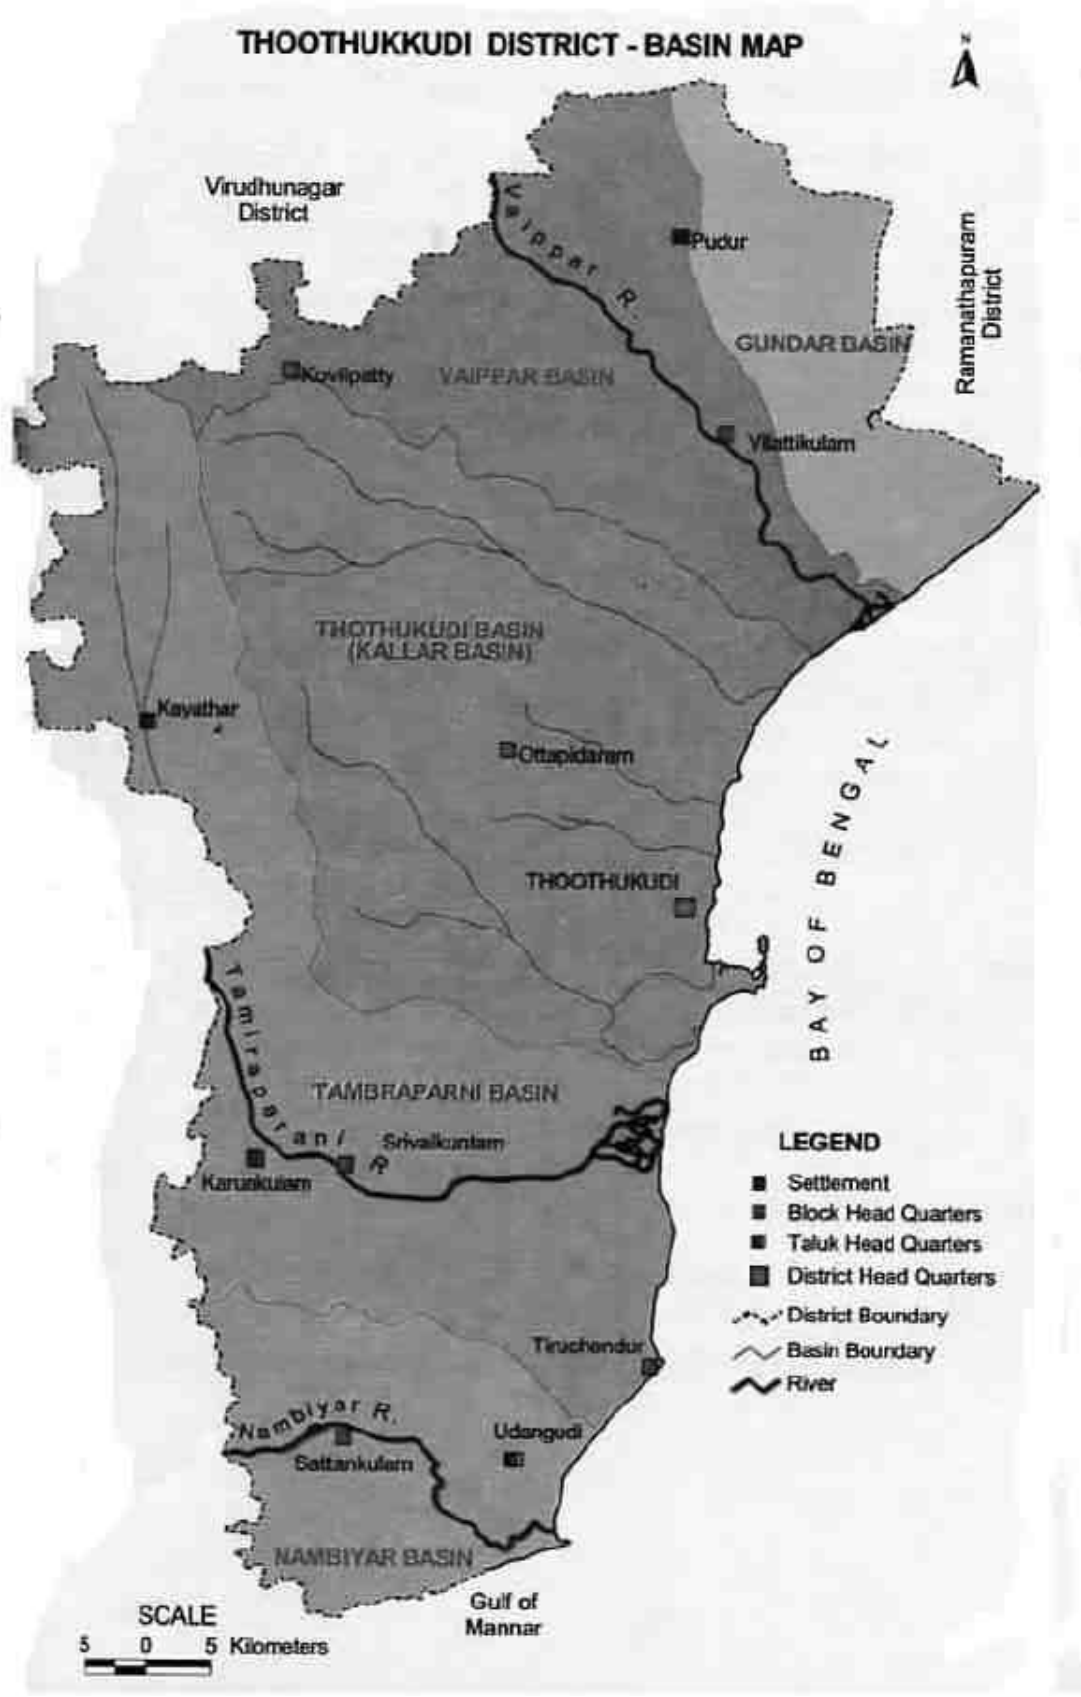 THOOTHUKKUDI DISTRICT - BASIN MAP
N
Virudhunagar
District
Vaippar R.
Pudur
Ramanathapuram
District
GUNDAR BASIN
Kovilpatty
VAIPPAR BASIN
Vilattikulam
THOTHUKUDI BASIN
(KALLAR BASIN)
Kayathar
Ottapidaram
BAY OF BENGAL
THOOTHUKUDI
Tamiraparani R
TAMBRAPARNI BASIN
Srivaikuntam
Karunkulam
LEGEND
Settlement
Block Head Quarters
Taluk Head Quarters
District Head Quarters
District Boundary
Basin Boundary
River
Tiruchendur
Nambiyar R.
Udangudi
Sattankulam
NAMBIYAR BASIN
Gulf of
Mannar
SCALE
5 0 5 Kilometers